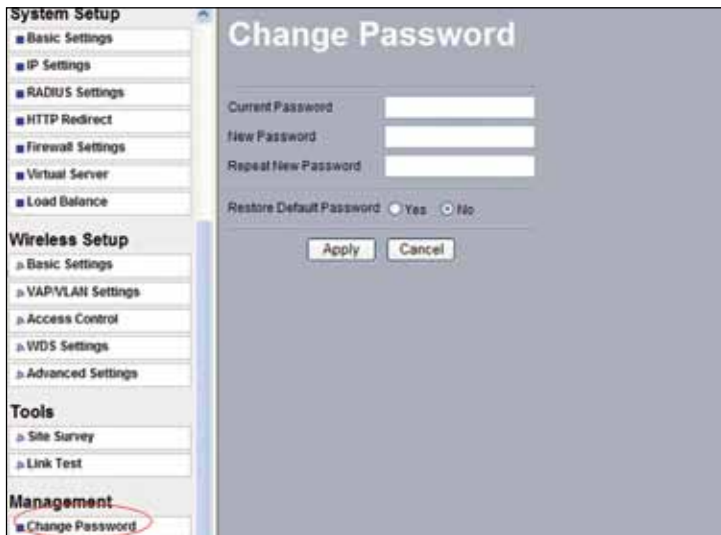 System Setup
Basic Settings
IP Settings
RADIUS Settings
HTTP Redirect
Firewall Settings
Virtual Server
Load Balance
Wireless Setup
Basic Settings
VAP/VLAN Settings
Access Control
WDS Settings
Advanced Settings
Tools
Site Survey
Link Test
Management
Change Password
Change Password
Current Password
New Password
Repeat New Password
Restore Default Password Yes No
Apply Cancel